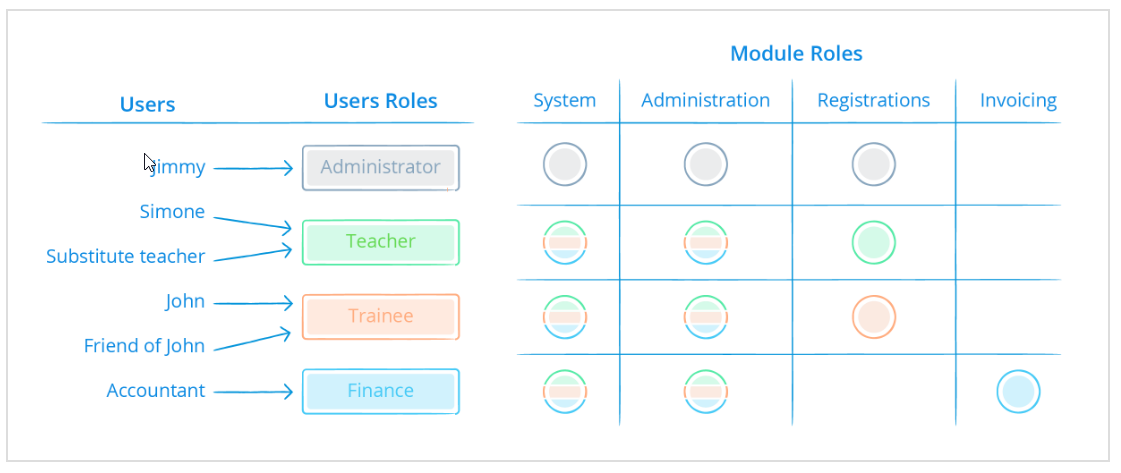 Module Roles
Users
Users Roles
System
Administration
Registrations
Invoicing
Jimmy
Administrator
Simone
Teacher
Substitute teacher
John
Trainee
Friend of John
Accountant
Finance